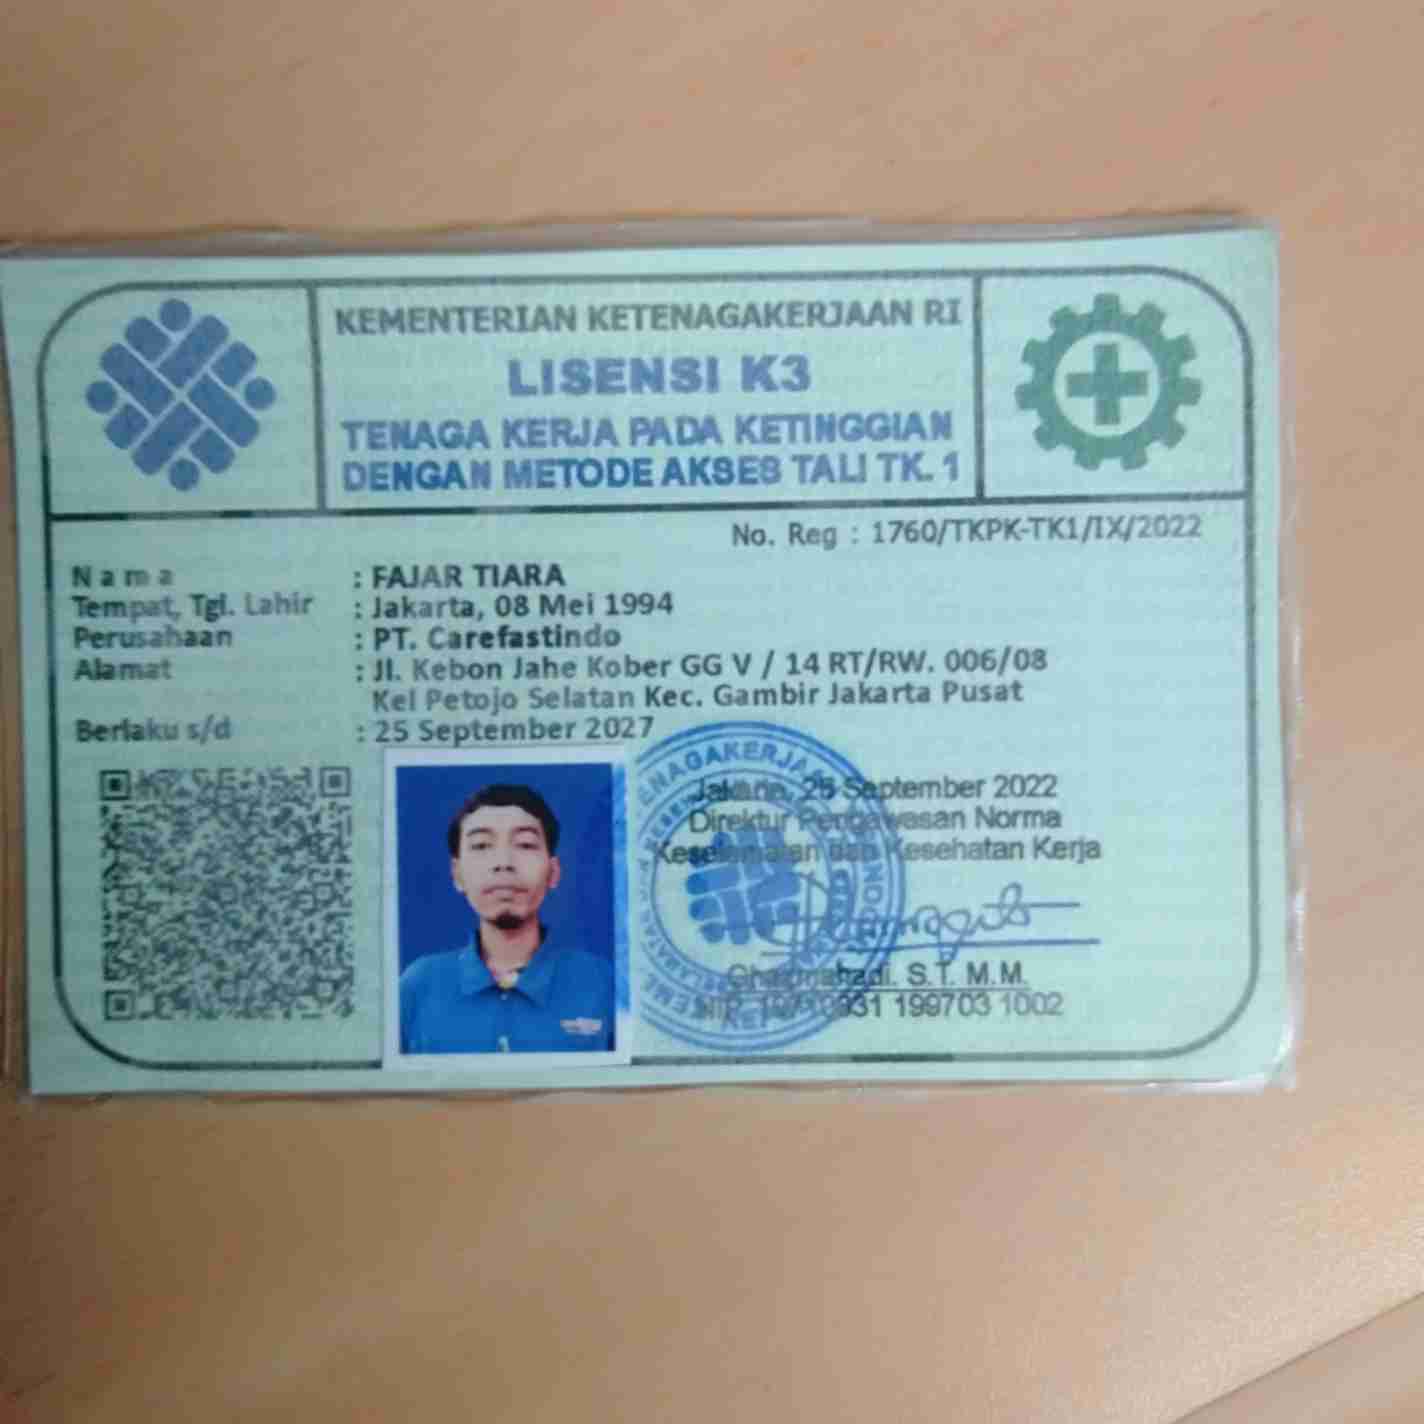 KEMENTERIAN KETENAGAKERJAAN RI
LISENSI K3
TENAGA KERJA PADA KETINGGIAN
DENGAN METODE AKSES TALI TK. 1
No. Reg : 1760/TKPK-TK1/IX/2022
N a m a : FAJAR TIARA
Tempat, Tgl. Lahir : Jakarta, 08 Mei 1994
Perusahaan : PT. Carefastindo
Alamat : Jl. Kebon Jahe Kober GG V / 14 RT/RW. 006/08
Kel Petojo Selatan Kec. Gambir Jakarta Pusat
Berlaku s/d : 25 September 2027
Jakarta, 25 September 2022
Direktur Pengawasan Norma
Keselamatan dan Kesehatan Kerja
S.T. M.M.
NIP. 199703 1002